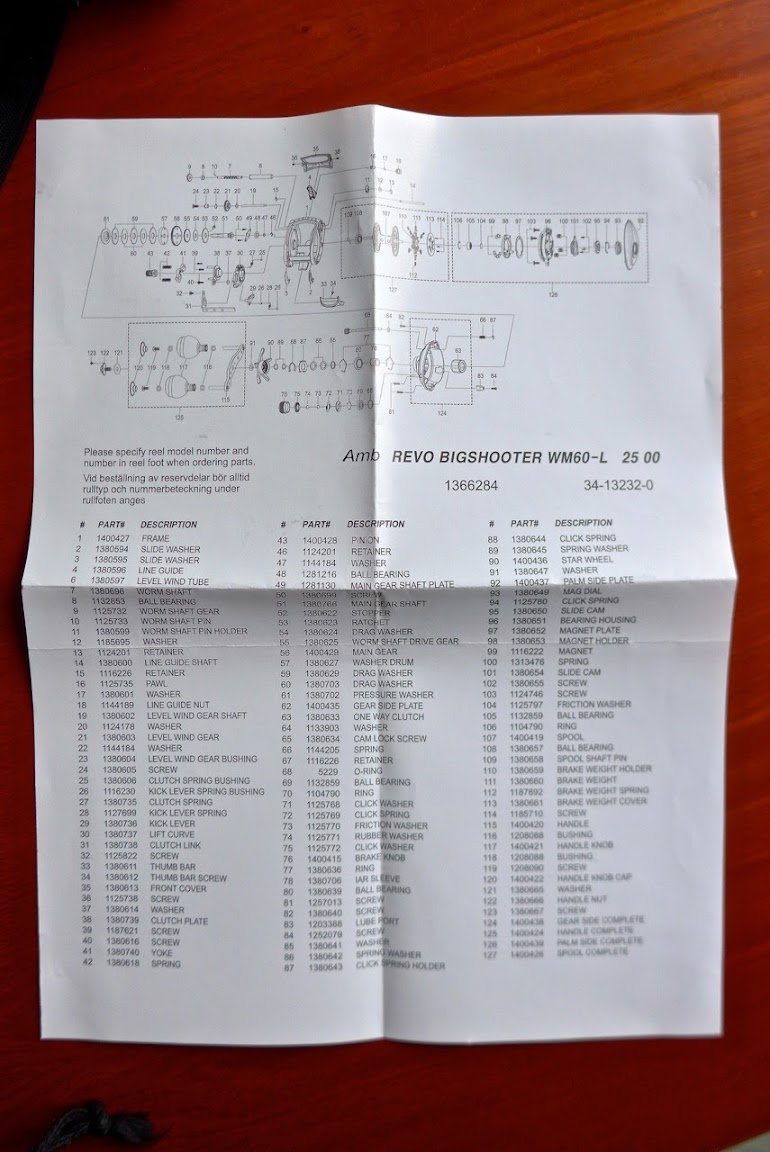 Please specify reel model number and
number in reel foot when ordering parts.
Vid beställning av reservdelar bör alltid
rulltyp och nummerbeteckning under
rullfoten anges
Amb REVO BIGSHOOTER WM60-L 25 00
1366284 34-13232-0
# PART# DESCRIPTION
1 1400427 FRAME
2 1380594 SLIDE WASHER
3 1380595 SLIDE WASHER
4 1380596 LINE GUIDE
6 1380597 LEVEL WIND TUBE
7 1380696 WORM SHAFT
8 1132853 BALL BEARING
9 1125732 WORM SHAFT GEAR
10 1125733 WORM SHAFT PIN
11 1380599 WORM SHAFT PIN HOLDER
12 1185695 WASHER
13 1124201 RETAINER
14 1380600 LINE GUIDE SHAFT
15 1116226 RETAINER
16 1125735 PAWL
17 1380601 WASHER
18 1144189 LINE GUIDE NUT
19 1380602 LEVEL WIND GEAR SHAFT
20 1124178 WASHER
21 1380603 LEVEL WIND GEAR
22 1144184 WASHER
23 1380604 LEVEL WIND GEAR BUSHING
24 1380605 SCREW
25 1380606 CLUTCH SPRING BUSHING
26 1116230 KICK LEVER SPRING BUSHING
27 1380735 CLUTCH SPRING
28 1127699 KICK LEVER SPRING
29 1380736 KICK LEVER
30 1380737 LIFT CURVE
31 1380738 CLUTCH LINK
32 1125822 SCREW
33 1380611 THUMB BAR
34 1380612 THUMB BAR SCREW
35 1380613 FRONT COVER
36 1125738 SCREW
37 1380614 WASHER
38 1380739 CLUTCH PLATE
39 1187621 SCREW
40 1380616 SCREW
41 1380740 YOKE
42 1380618 SPRING
# PART# DESCRIPTION
43 1400428 PINION
46 1124201 RETAINER
47 1144184 WASHER
48 1281216 BALL BEARING
49 1281130 MAIN GEAR SHAFT PLATE
50 1380699 SCREW
51 1380766 MAIN GEAR SHAFT
52 1380622 STOPPER
53 1380623 RATCHET
54 1380624 DRAG WASHER
55 1380625 WORM SHAFT DRIVE GEAR
56 1400429 MAIN GEAR
57 1380627 WASHER DRUM
59 1380629 DRAG WASHER
60 1380703 DRAG WASHER
61 1380702 PRESSURE WASHER
62 1400435 GEAR SIDE PLATE
63 1380633 ONE WAY CLUTCH
64 1133903 WASHER
65 1380634 CAM LOCK SCREW
66 1144205 SPRING
67 1116226 RETAINER
68 5229 O-RING
69 1132859 BALL BEARING
70 1104790 RING
71 1125768 CLICK WASHER
72 1125769 CLICK SPRING
73 1125770 FRICTION WASHER
74 1125771 RUBBER WASHER
75 1125772 CLICK WASHER
76 1400415 BRAKE KNOB
77 1380636 RING
78 1380706 IAR SLEEVE
80 1380639 BALL BEARING
81 1257013 SCREW
82 1380640 SCREW
83 1203388 LUBE PORT
84 1252079 SCREW
85 1380641 WASHER
86 1380642 SPRING WASHER
87 1380643 CLICK SPRING HOLDER
# PART# DESCRIPTION
88 1380644 CLICK SPRING
89 1380645 SPRING WASHER
90 1400436 STAR WHEEL
91 1380647 WASHER
92 1400437 PALM SIDE PLATE
93 1380649 MAG DIAL
94 1125780 CLICK SPRING
95 1380650 SLIDE CAM
96 1380651 BEARING HOUSING
97 1380652 MAGNET PLATE
98 1380653 MAGNET HOLDER
99 1116222 MAGNET
100 1313476 SPRING
101 1380654 SLIDE CAM
102 1380655 SCREW
103 1124746 SCREW
104 1125797 FRICTION WASHER
105 1132859 BALL BEARING
106 1104790 RING
107 1400419 SPOOL
108 1380657 BALL BEARING
109 1380658 SPOOL SHAFT PIN
110 1380659 BRAKE WEIGHT HOLDER
111 1380660 BRAKE WEIGHT
112 1187892 BRAKE WEIGHT SPRING
113 1380661 BRAKE WEIGHT COVER
114 1185710 SCREW
115 1400420 HANDLE
116 1208088 BUSHING
117 1400421 HANDLE KNOB
118 1208088 BUSHING
119 1208090 SCREW
120 1400422 HANDLE KNOB CAP
121 1380665 WASHER
122 1380666 HANDLE NUT
123 1380667 SCREW
124 1400438 GEAR SIDE COMPLETE
125 1400424 HANDLE COMPLETE
126 1400439 PALM SIDE COMPLETE
127 1400426 SPOOL COMPLETE